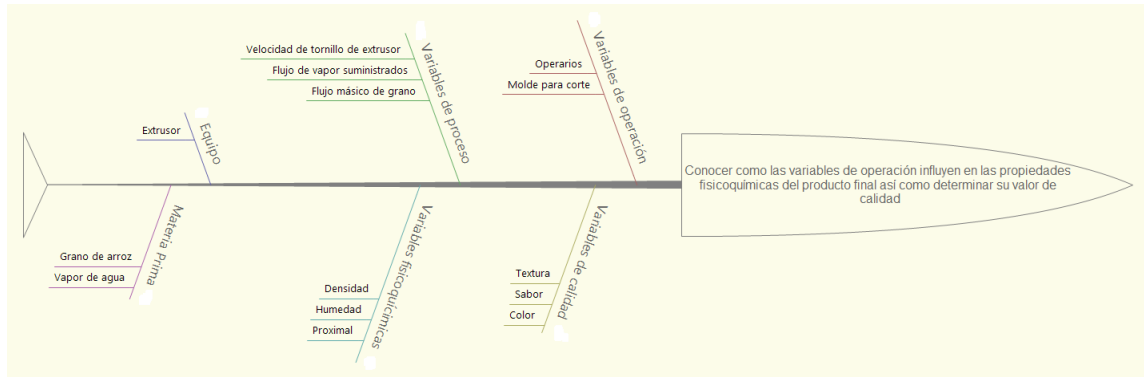 Velocidad de tornillo de extrusor
Flujo de vapor suministrados
Flujo másico de grano
Variables de proceso
Operarios
Molde para corte
Variables de operación
Extrusor
Equipo
Conocer como las variables de operación influyen en las propiedades
fisicoquímicas del producto final así como determinar su valor de
calidad
Grano de arroz
Vapor de agua
Materia Prima
Densidad
Humedad
Proximal
Variables fisicoquicimicas
Textura
Sabor
Color
Variables de calidad